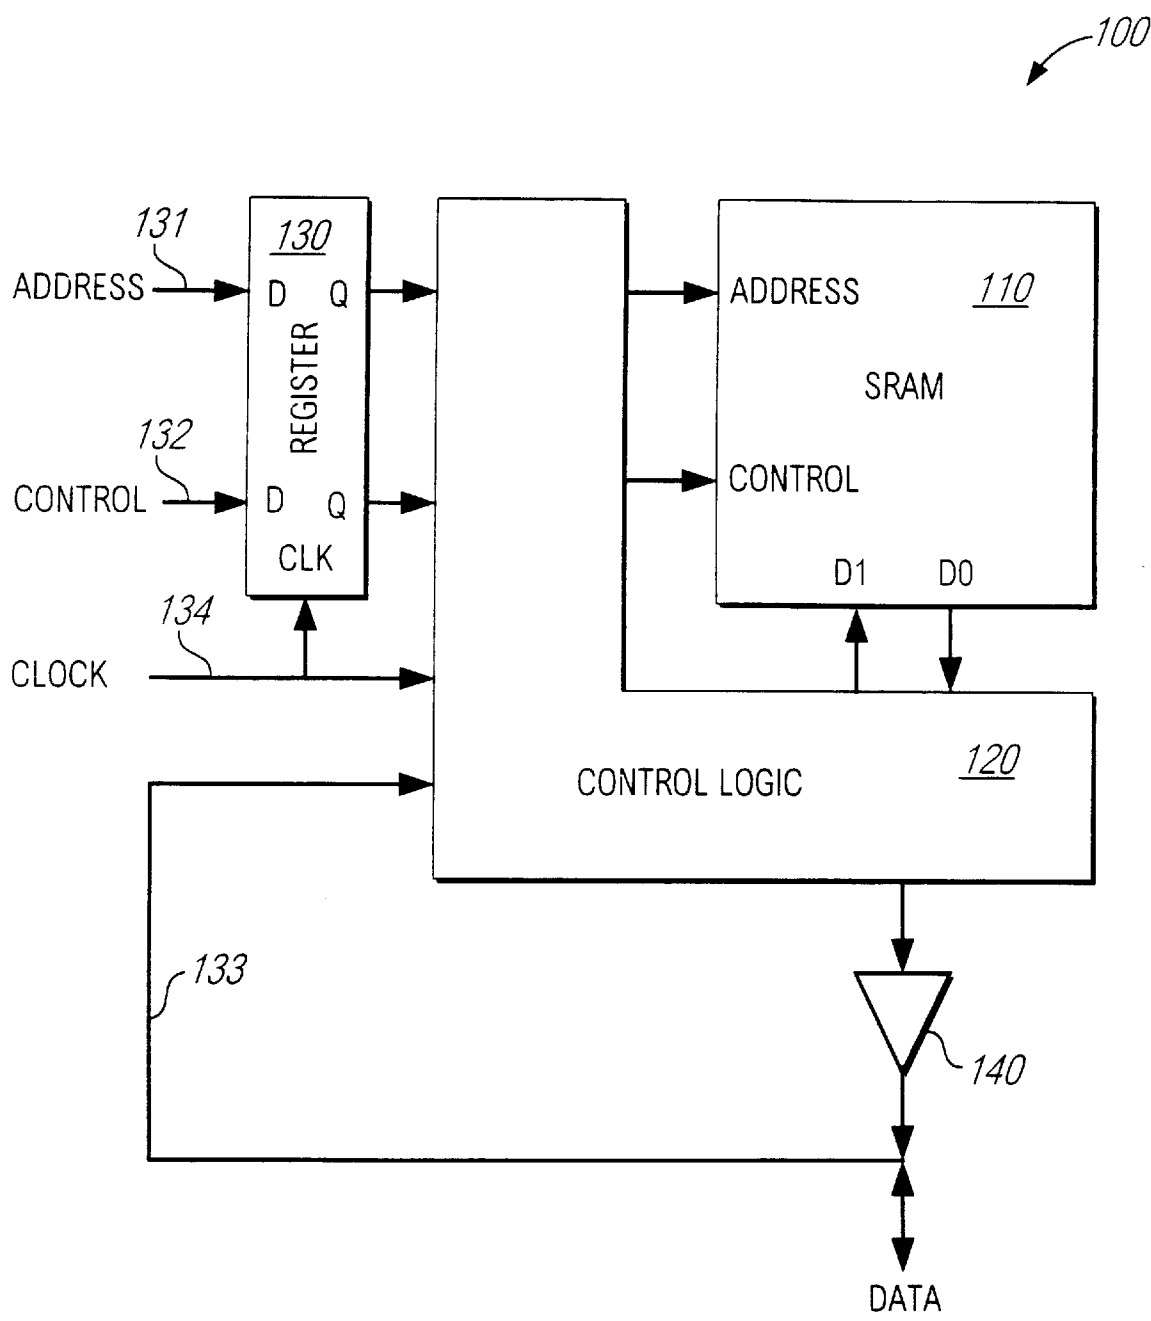 100
131
130
ADDRESS
D Q
ADDRESS
110
REGISTER
SRAM
132
CONTROL
D Q
CONTROL
CLK
D1 D0
134
CLOCK
120
CONTROL LOGIC
133
140
DATA